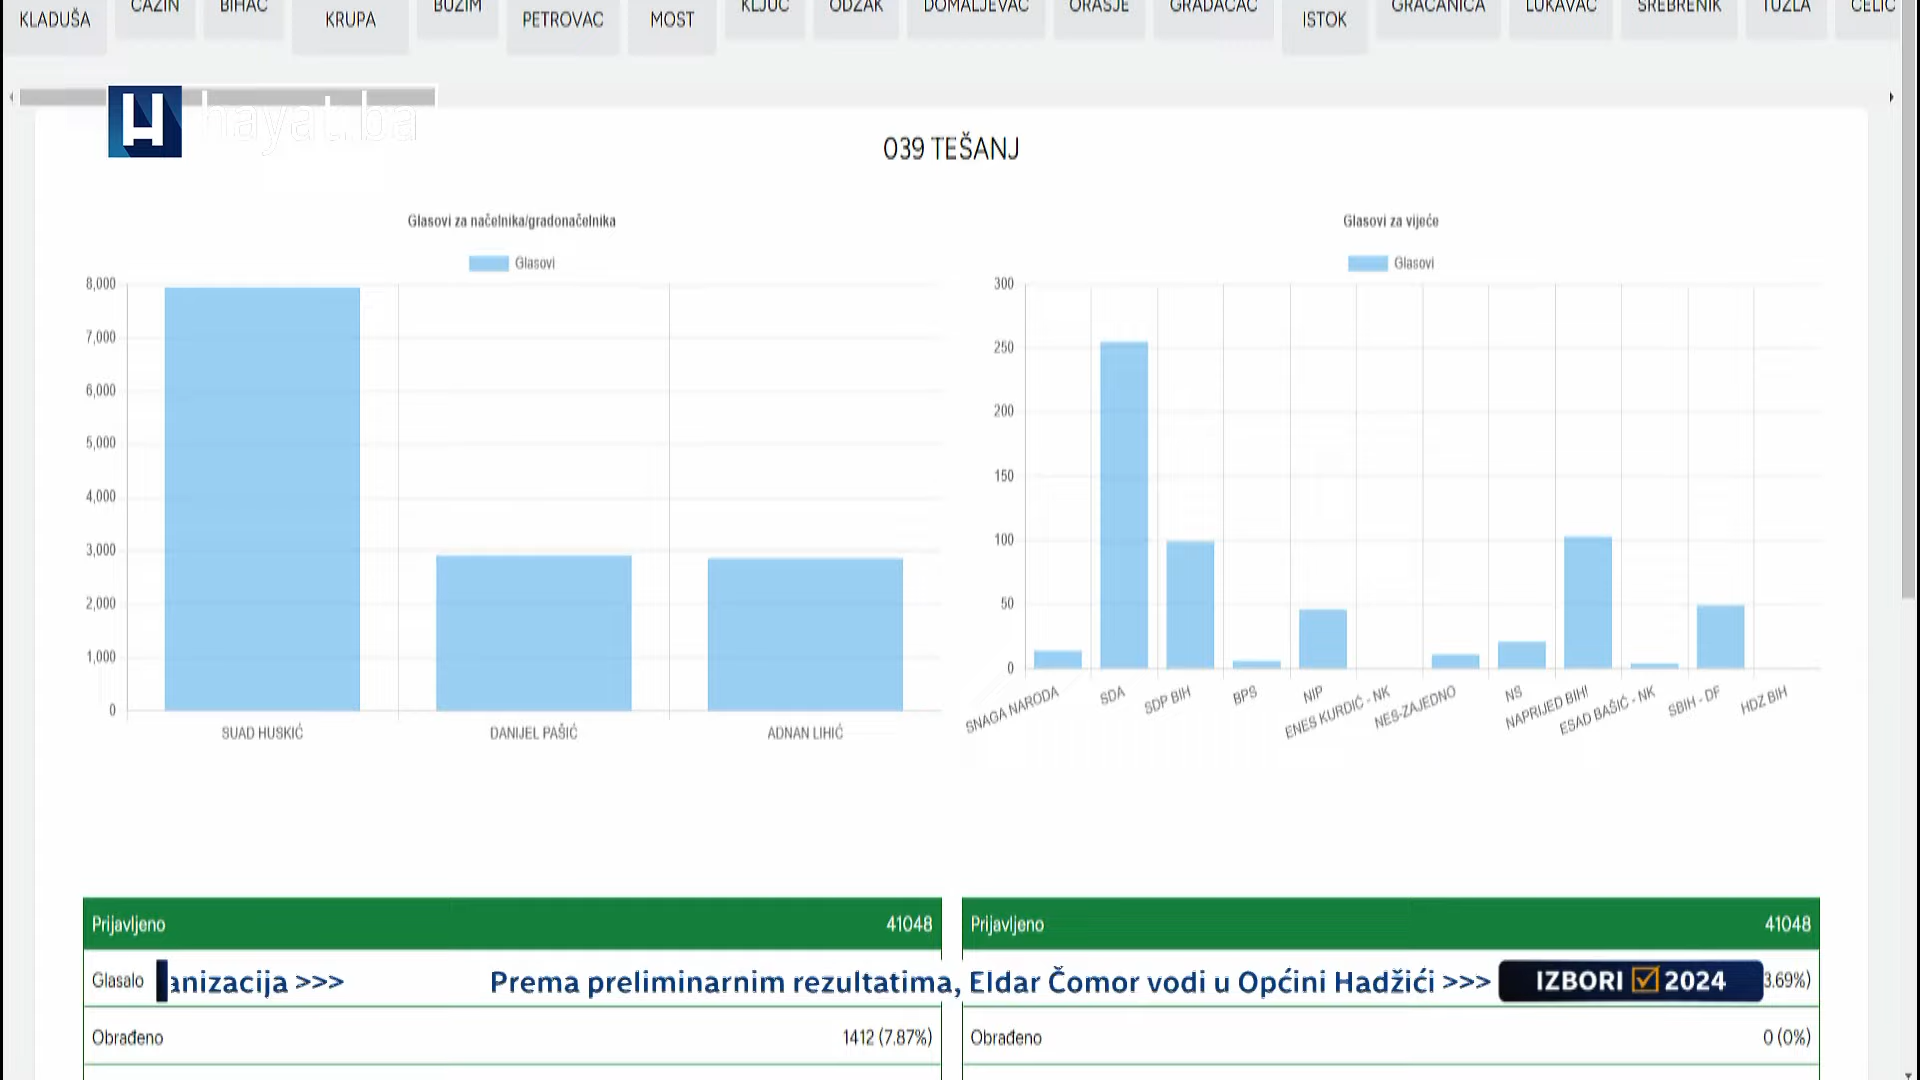 KLADUŠA
CAZIN
BIHAĆ
KRUPA
BUŽIM
PETROVAC
MOST
KLJUČ
ODŽAK
DOMALJEVAC
ORAŠJE
GRADAČAC
ISTOK
GRAČANICA
LUKAVAC
SREBRENIK
TUZLA
ČELIĆ
H hayat.ba
039 TEŠANJ
Glasovi za načelnika/gradonačelnika
Glasovi
8,000
7,000
6,000
5,000
4,000
3,000
2,000
1,000
0
SUAD HUSKIĆ
DANIJEL PAŠIĆ
ADNAN LIHIĆ
Glasovi za vijeće
Glasovi
300
250
200
150
100
50
0
SNAGA NARODA
SDA
SDP BIH
BPS
NIP
ENES KURDIĆ - NK
NES-ZAJEDNO
NS
NAPRIJED BIH!
ESAD BAŠIĆ - NK
SBIH - DF
HDZ BIH
Prijavljeno 41048
Prijavljeno 41048
Glasalo
3.69%)
anizacija >>> Prema preliminarnim rezultatima, Eldar Čomor vodi u Općini Hadžići >>>
IZBORI 2024
Obrađeno 1412 (7.87%)
Obrađeno 0 (0%)